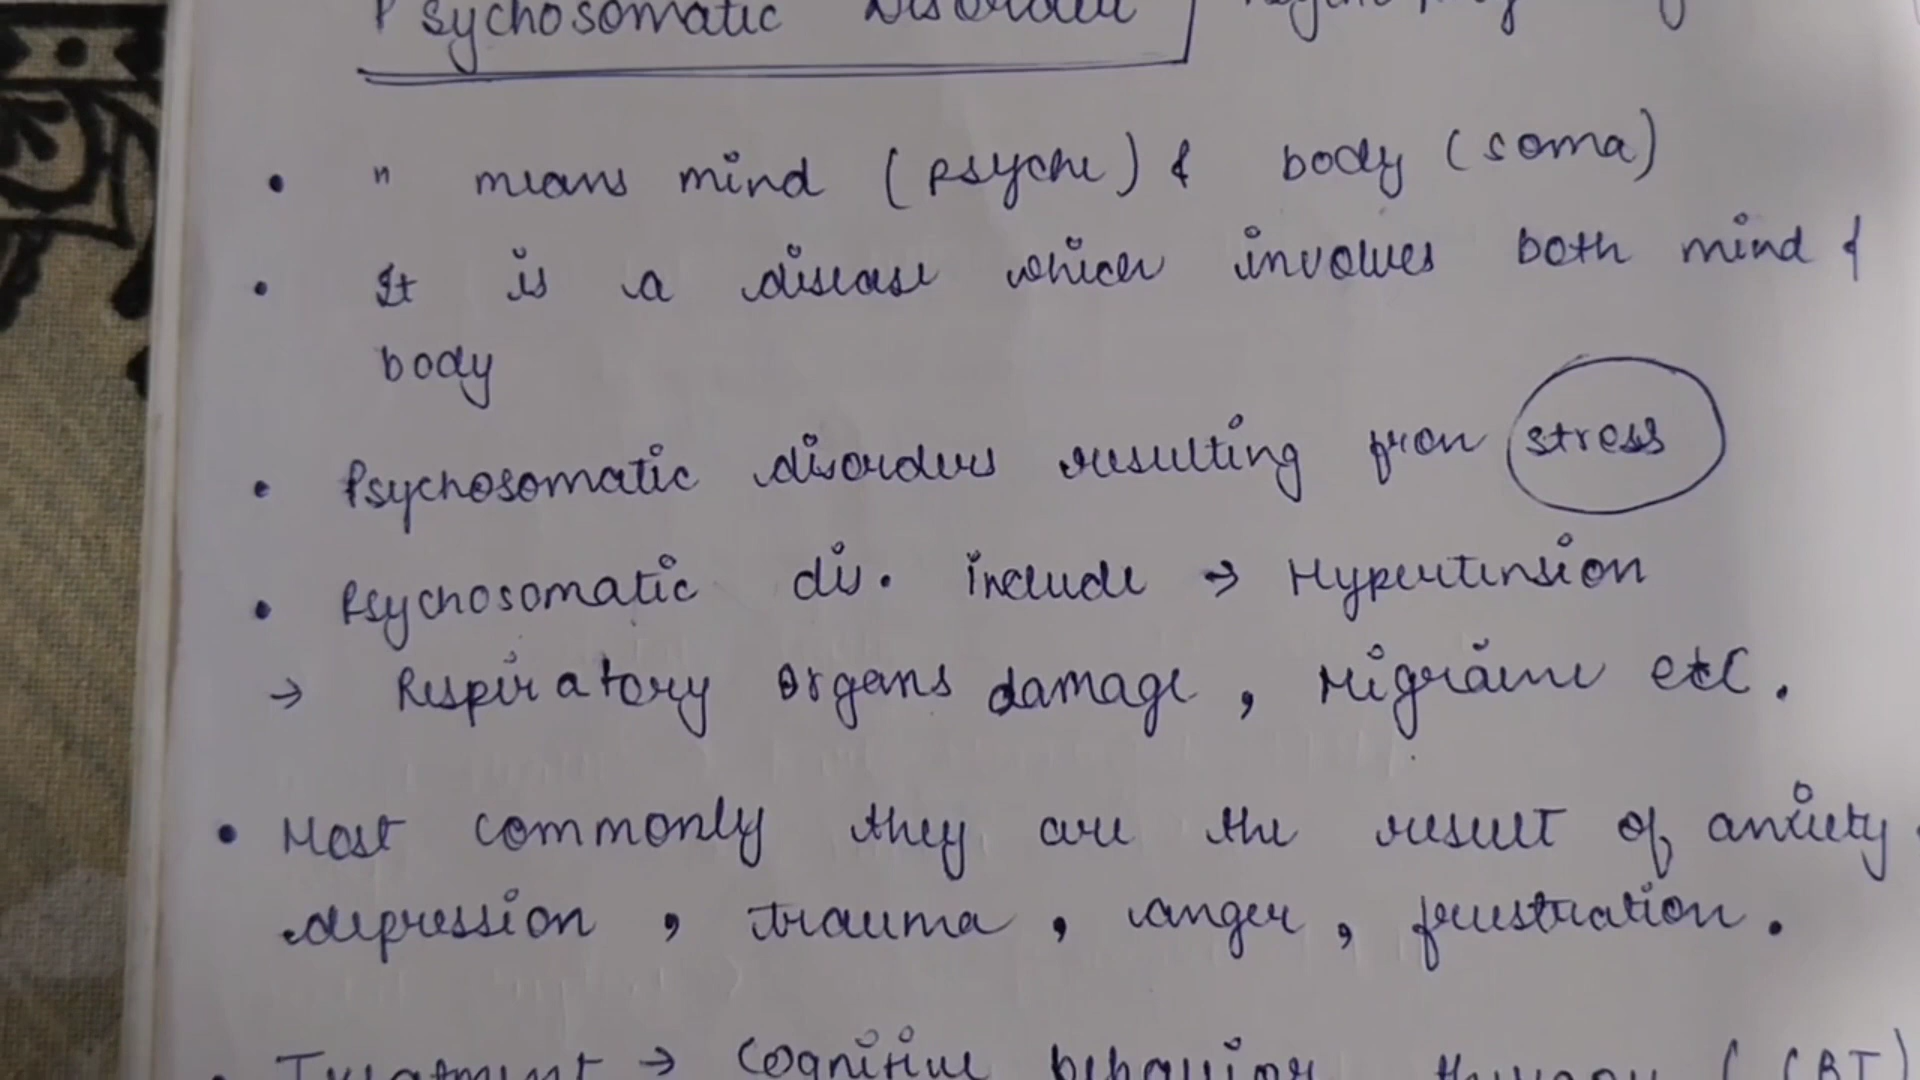 Psychosomatic Disorder
• " means mind (psyche) & body (soma)
• It is a disease which involves both mind &
body
• Psychosomatic disorders resulting from stress
• Psychosomatic dis. include → Hypertension
→ Respiratory organs damage, Migraine etc.
• Most commonly they are the result of anxiety,
depression, trauma, anger, frustration.
• Treatment → Cognitive behaviour therapy (CBT)